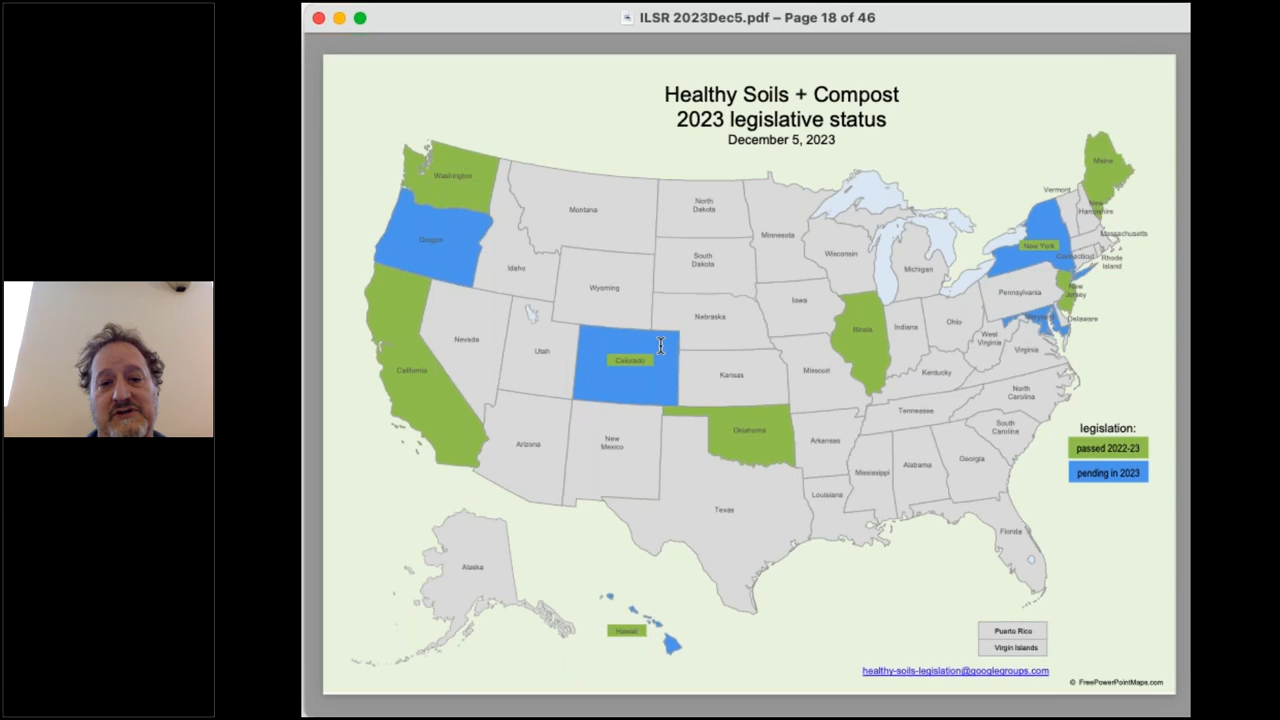 ILSR 2023Dec5.pdf – Page 18 of 46
Healthy Soils + Compost
2023 legislative status
December 5, 2023
Washington
Oregon
California
Nevada
Idaho
Montana
Wyoming
Utah
Colorado
Arizona
New
Mexico
North
Dakota
South
Dakota
Nebraska
Kansas
Oklahoma
Texas
Minnesota
Iowa
Missouri
Arkansas
Louisiana
Wisconsin
Illinois
Michigan
Indiana
Ohio
Kentucky
Tennessee
Mississippi
Alabama
Georgia
Florida
South
Carolina
North
Carolina
Virginia
West
Virginia
Maryland
Delaware
Pennsylvania
New
Jersey
New York
Connecticut
Rhode
Island
Massachusetts
Vermont
New
Hampshire
Maine
Alaska
Hawaii
legislation:
passed 2022-23
pending in 2023
Puerto Rico
Virgin Islands
healthy-soils-legislation@googlegroups.com
© FreePowerPointMaps.com